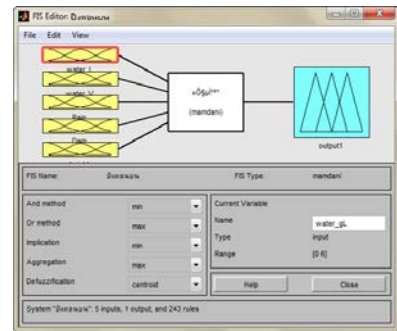 FIS Editor:
File Edit View
water_l
water_V
Rain
Dam
(mamdani)
output1
FIS Name: FIS Type: mamdani
And method min
Or method max
Implication min
Aggregation max
Defuzzification centroid
Current Variable
Name water_gL
Type input
Range [0 6]
Help Close
System 5 inputs, 1 output, and 243 rules